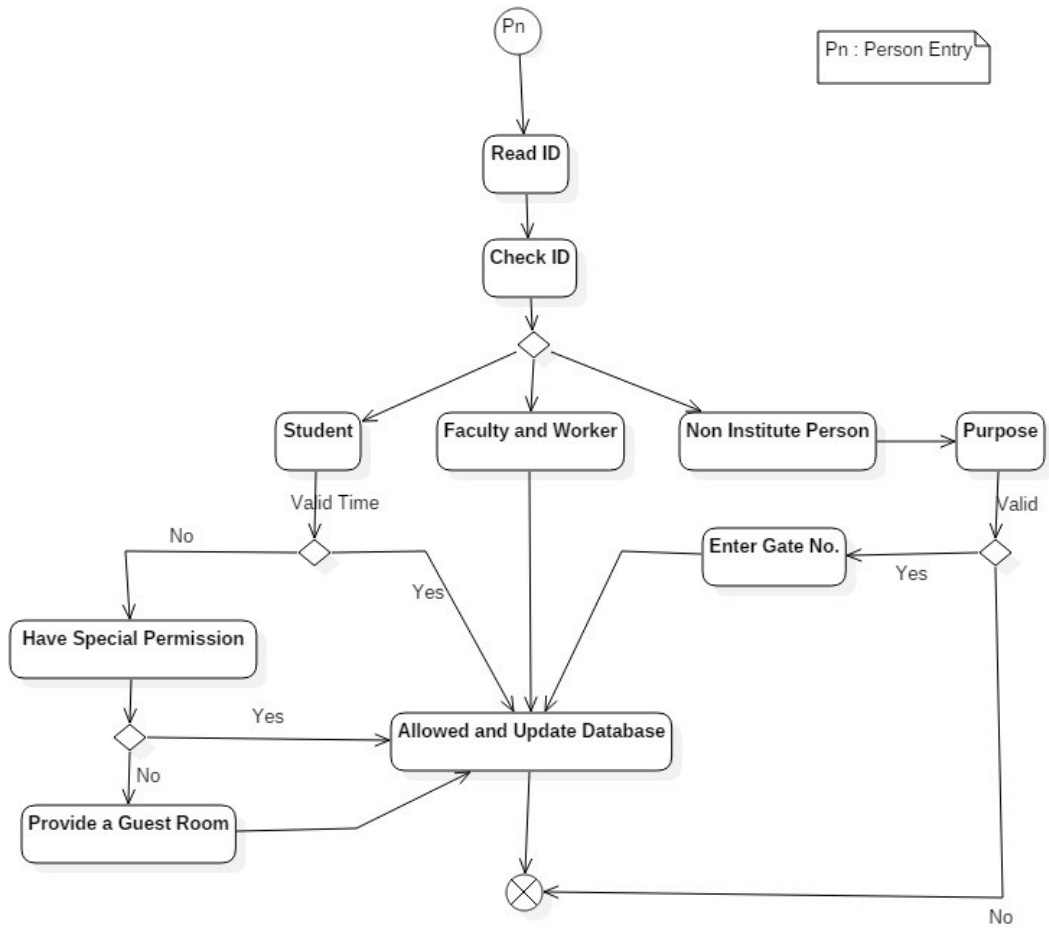 Pn
Pn : Person Entry
Read ID
Check ID
Student
Faculty and Worker
Non Institute Person
Purpose
Valid Time
Valid
No
Enter Gate No.
Yes
Yes
Have Special Permission
Yes
Allowed and Update Database
No
Provide a Guest Room
No